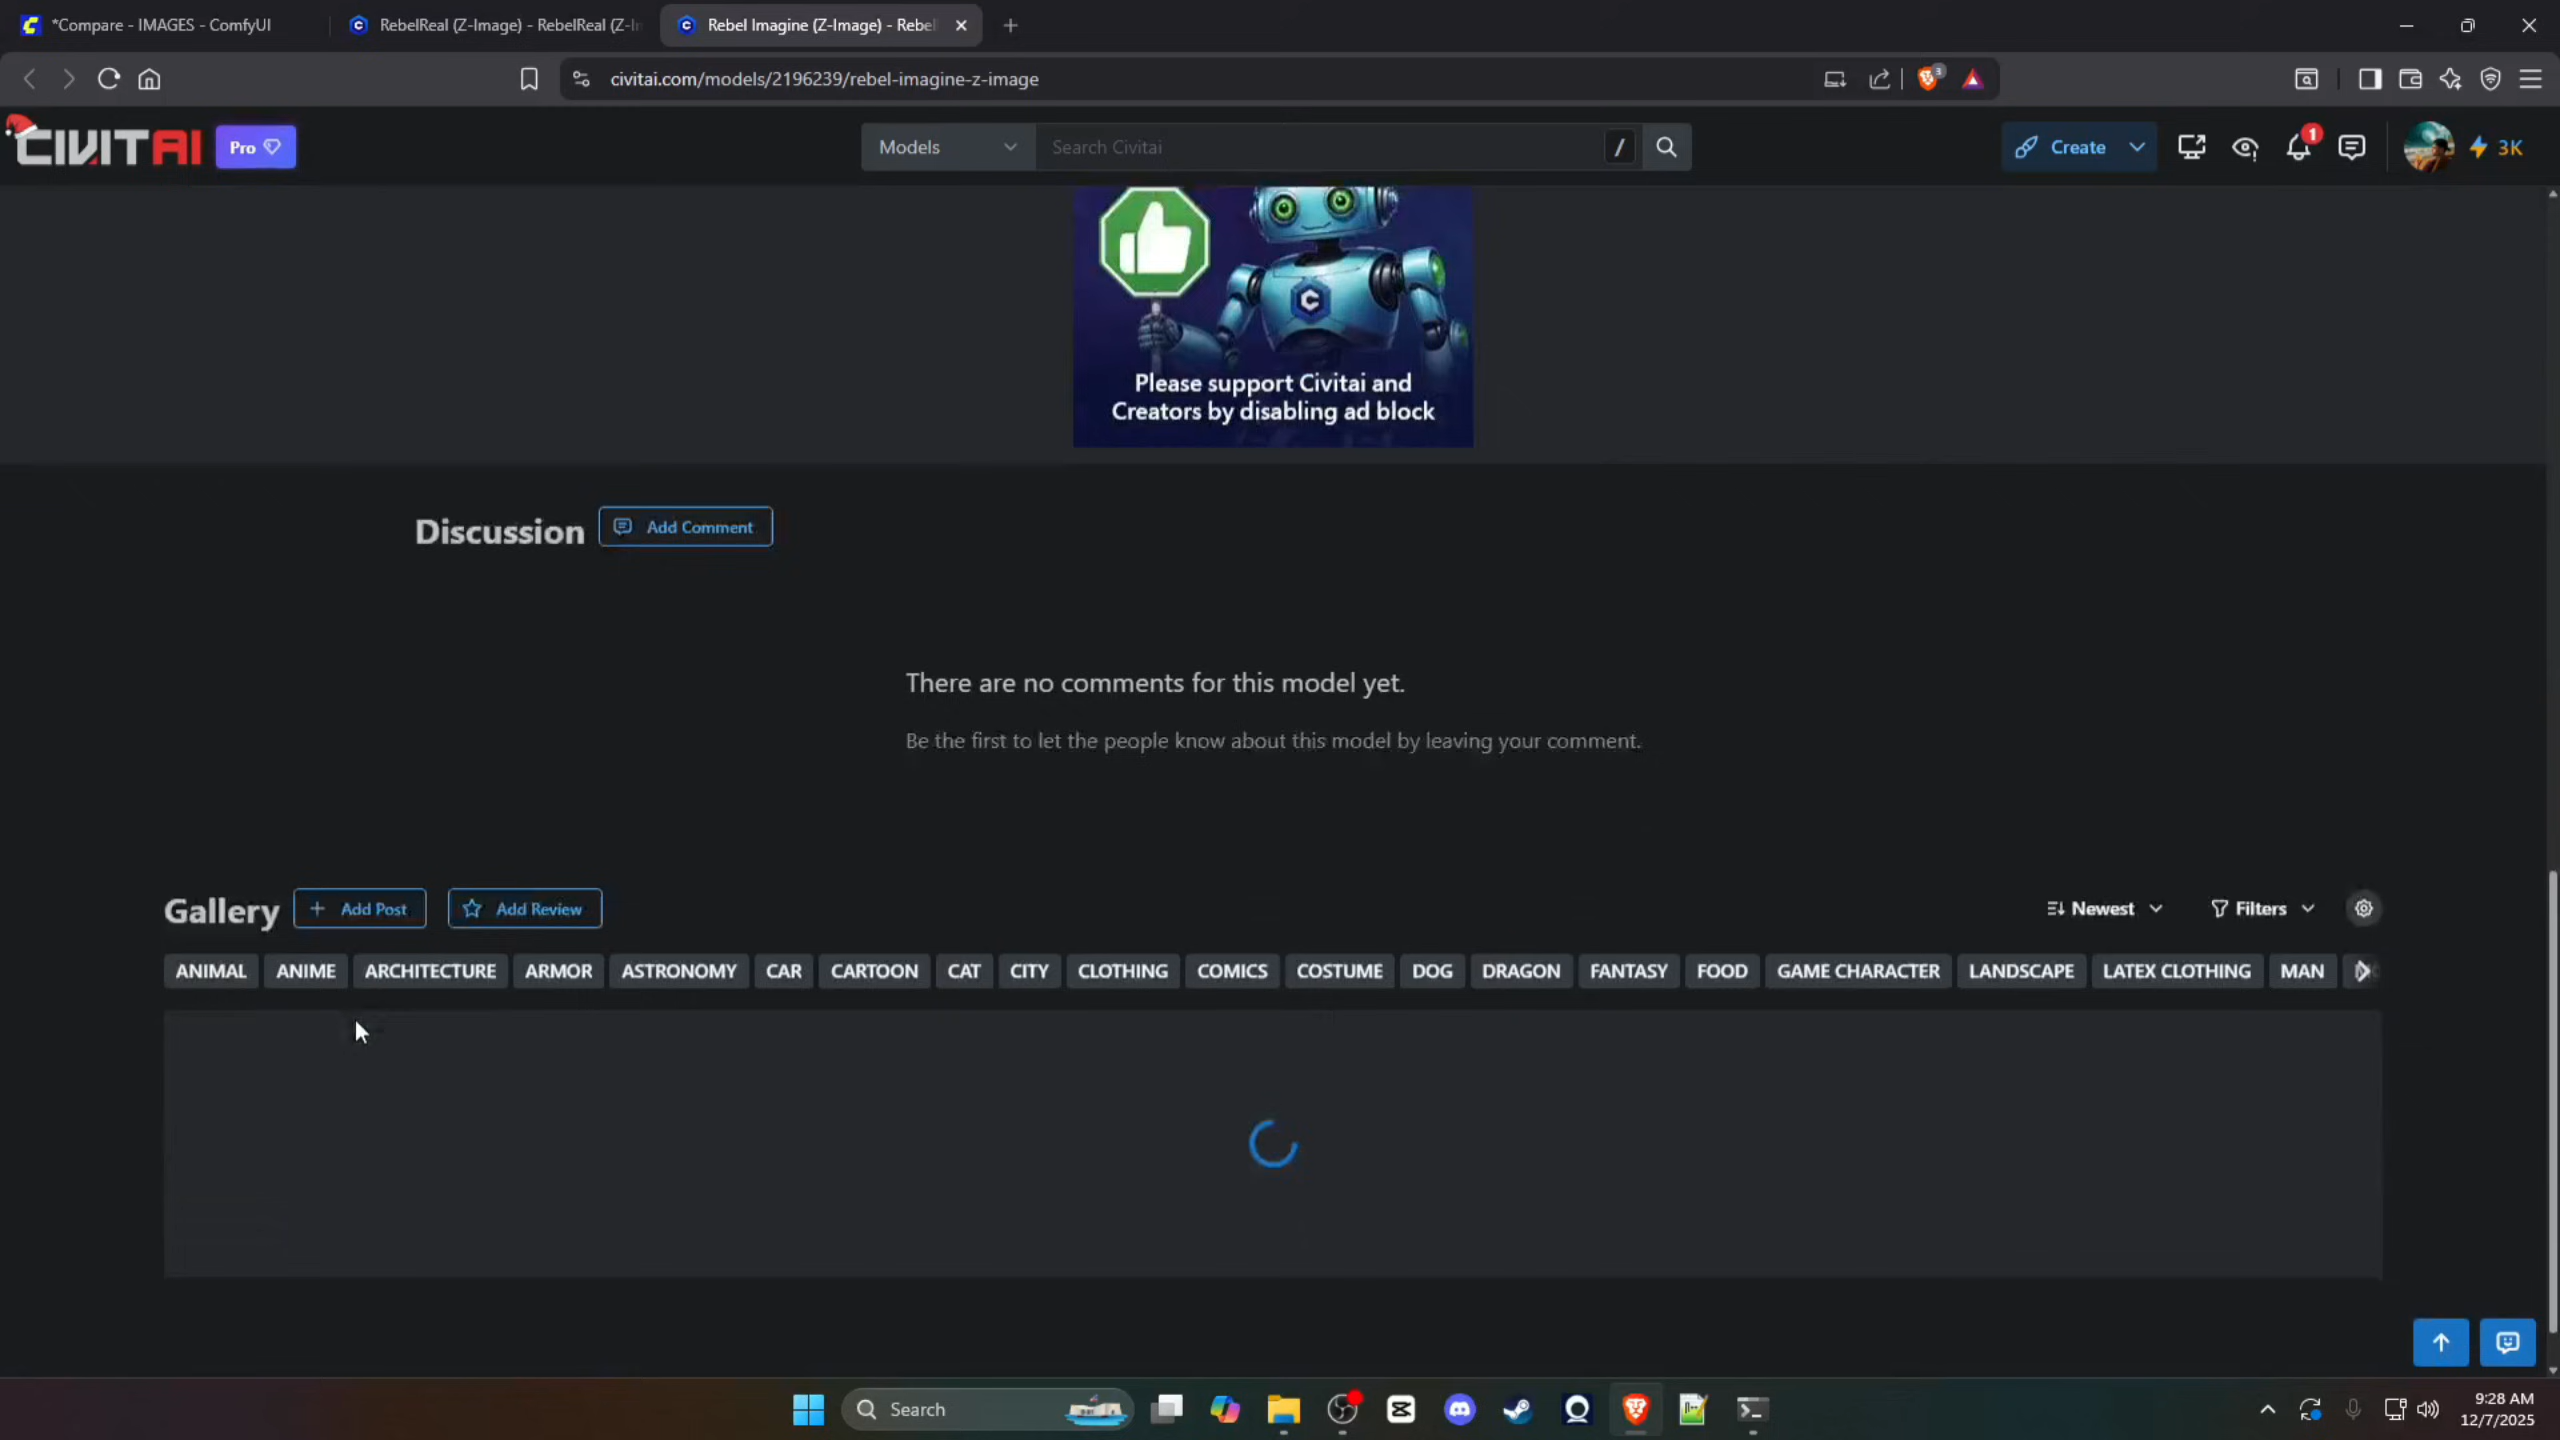 *Compare - IMAGES - ComfyUI
RebelReal (Z-Image) - RebelReal (Z-I
Rebel Imagine (Z-Image) - Rebel
civitai.com/models/2196239/rebel-imagine-z-image
3
CIVITAI
Pro
Models
Search Civitai
/
Create
1
3K
C
Please support Civitai and
Creators by disabling ad block
Discussion
Add Comment
There are no comments for this model yet.
Be the first to let the people know about this model by leaving your comment.
Gallery
+ Add Post
Add Review
Newest
Filters
ANIMAL ANIME ARCHITECTURE ARMOR ASTRONOMY CAR CARTOON CAT CITY CLOTHING COMICS COSTUME DOG DRAGON FANTASY FOOD GAME CHARACTER LANDSCAPE LATEX CLOTHING MAN
Search
9:28 AM
12/7/2025